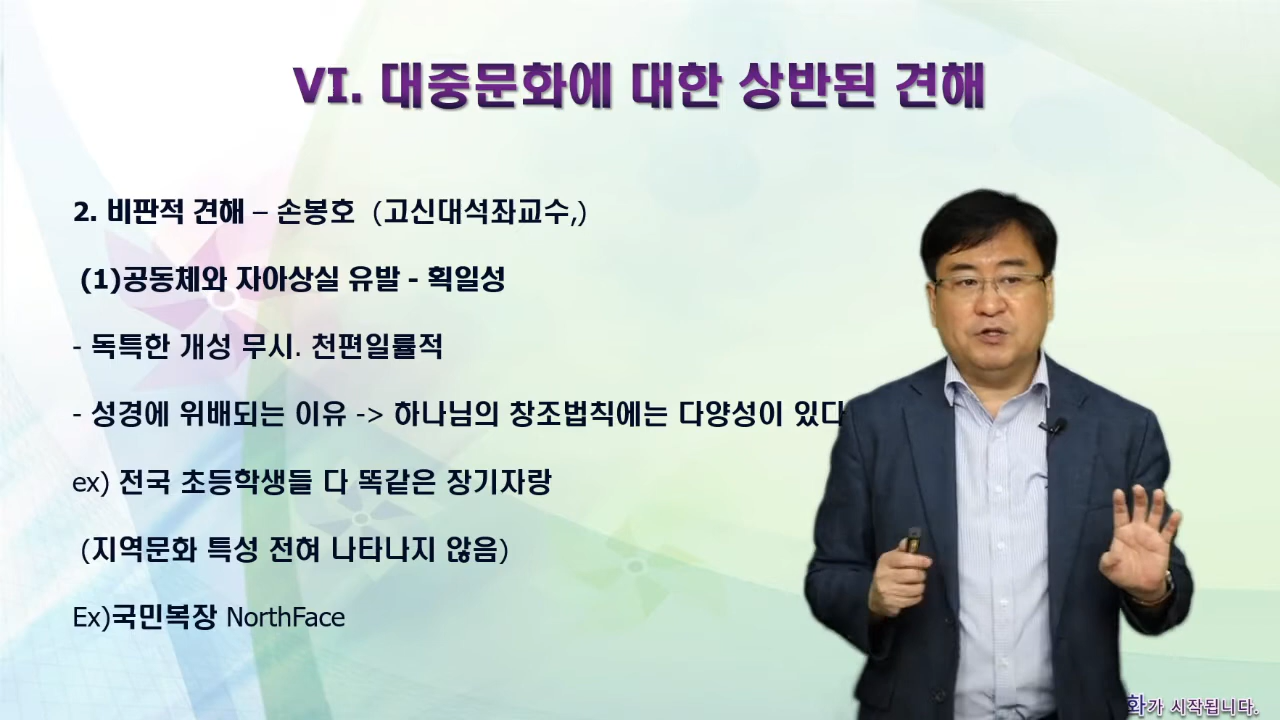 VI. 대중문화에 대한 상반된 견해
2. 비판적 견해 – 손봉호 (고신대석좌교수,)
(1)공동체와 자아상실 유발 - 획일성
- 독특한 개성 무시. 천편일률적
- 성경에 위배되는 이유 -> 하나님의 창조법칙에는 다양성이 있다
ex) 전국 초등학생들 다 똑같은 장기자랑
(지역문화 특성 전혀 나타나지 않음)
Ex)국민복장 NorthFace
화가 시작됩니다.